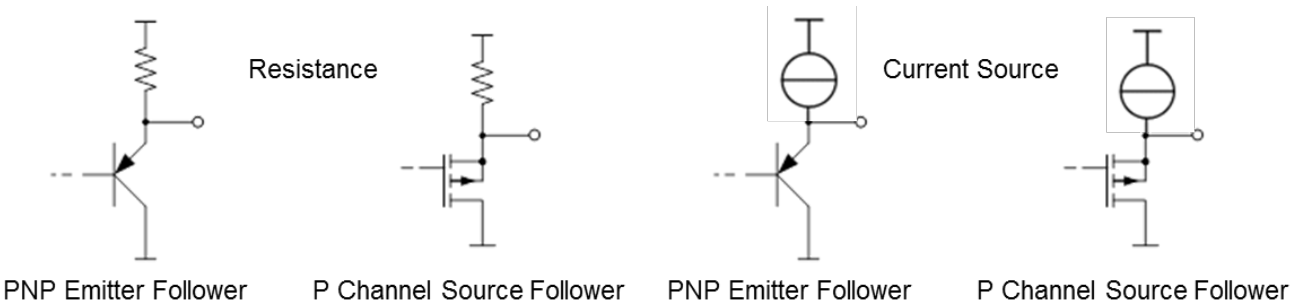 Resistance
Current Source
PNP Emitter Follower
P Channel Source Follower
PNP Emitter Follower
P Channel Source Follower